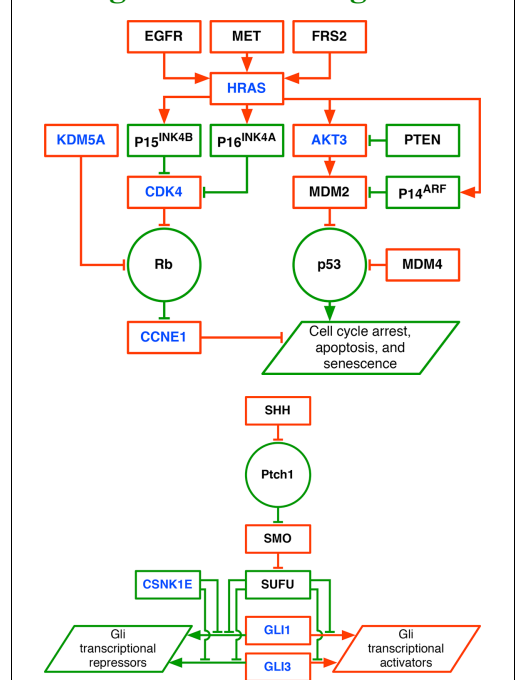 EGFR
MET
FRS2
HRAS
KDM5A
P15INK4B
P16INK4A
AKT3
PTEN
CDK4
MDM2
P14ARF
Rb
p53
MDM4
CCNE1
Cell cycle arrest,
apoptosis, and
senescence
SHH
Ptch1
SMO
CSNK1E
SUFU
Gli
transcriptional
repressors
GLI1
GLI3
Gli
transcriptional
activators